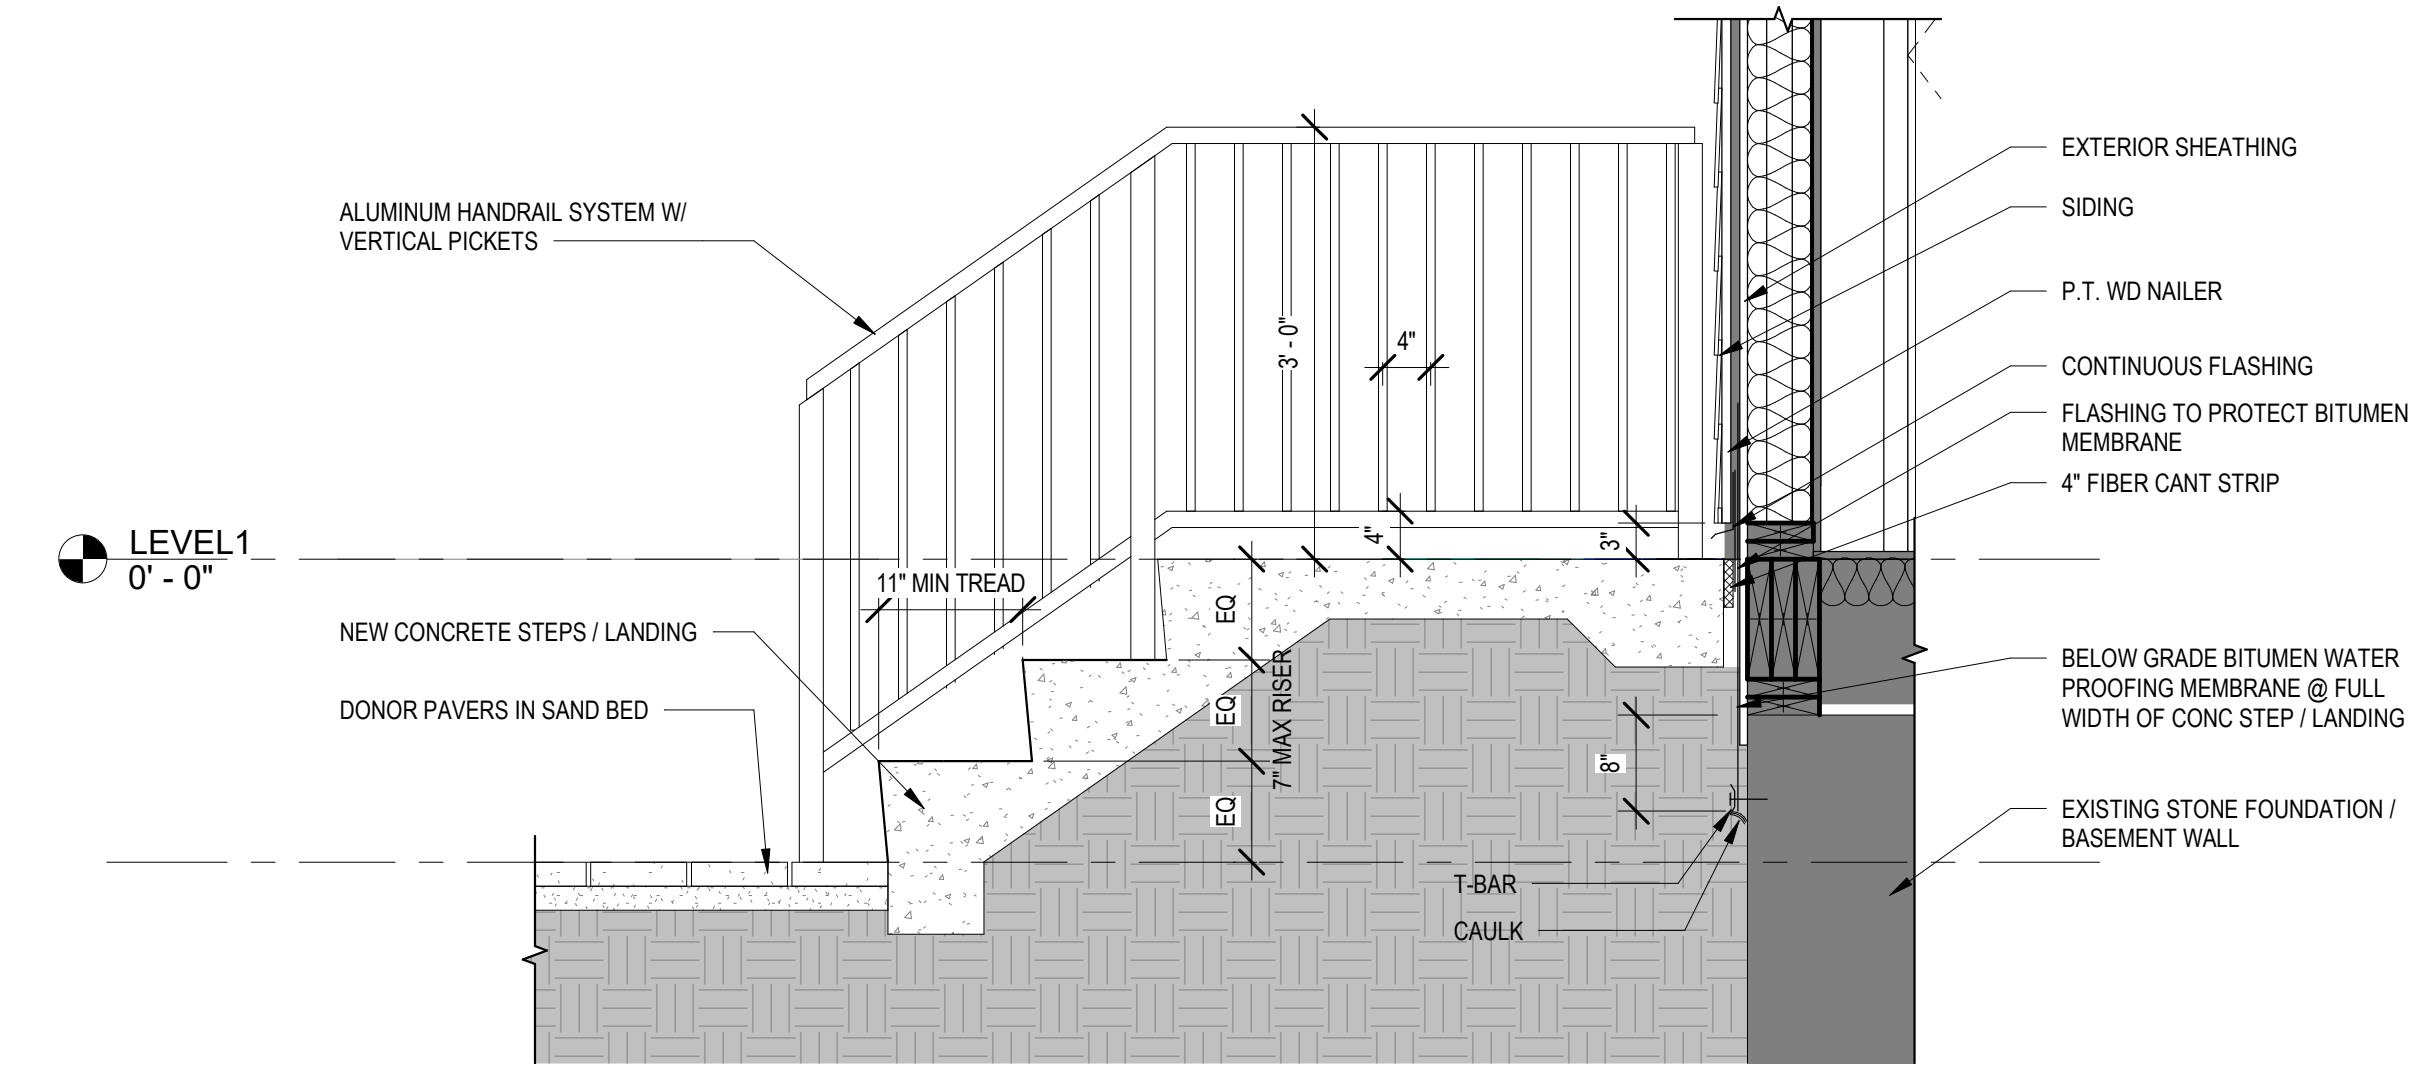 ALUMINUM HANDRAIL SYSTEM W/
VERTICAL PICKETS
LEVEL1
0' - 0"
11" MIN TREAD
NEW CONCRETE STEPS / LANDING
DONOR PAVERS IN SAND BED
3' - 0"
4"
4"
3"
EQ
EQ
EQ
7" MAX RISER
8"
T-BAR
CAULK
EXTERIOR SHEATHING
SIDING
P.T. WD NAILER
CONTINUOUS FLASHING
FLASHING TO PROTECT BITUMEN
MEMBRANE
4" FIBER CANT STRIP
BELOW GRADE BITUMEN WATER
PROOFING MEMBRANE @ FULL
WIDTH OF CONC STEP / LANDING
EXISTING STONE FOUNDATION /
BASEMENT WALL